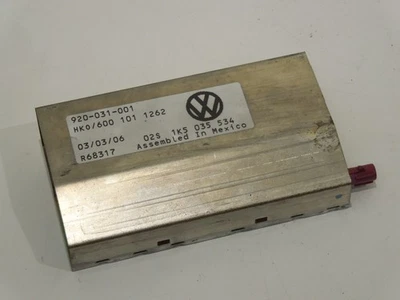 920-031-001
HK0/600 101 1262
03/03/06 02S 1K5 035 534
R68317 Assembled In Mexico